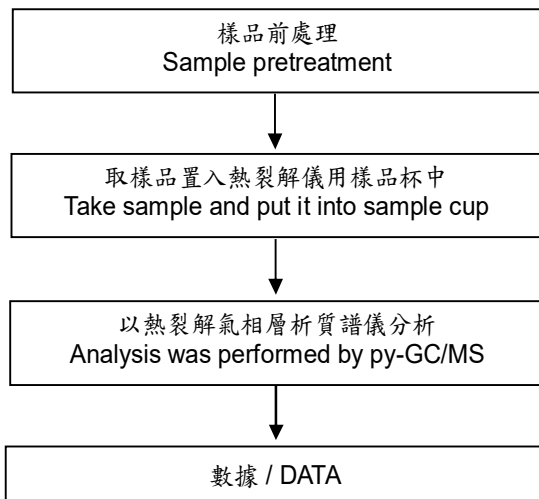 樣品前處理
Sample pretreatment
取樣品置入熱裂解儀用樣品杯中
Take sample and put it into sample cup
以熱裂解氣相層析質譜儀分析
Analysis was performed by py-GC/MS
數據 / DATA